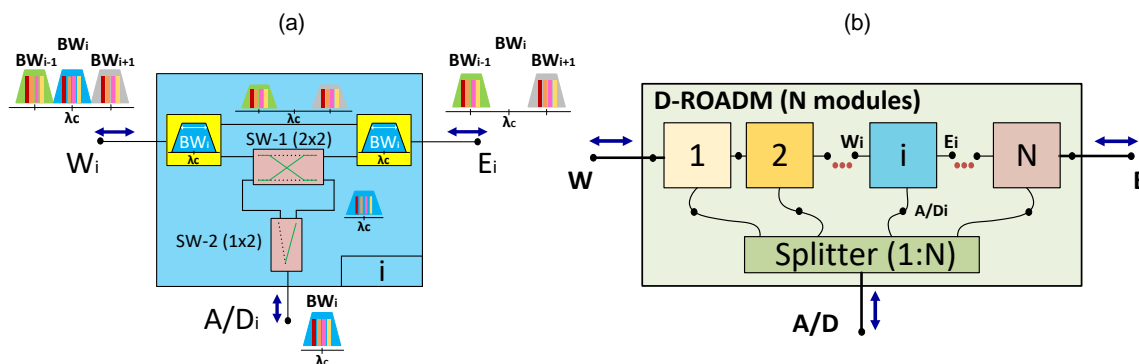 (a)
BWi
BWi-1
BWi+1
λc
Wi
BWi
λc
λc
BWi
λc
SW-1 (2x2)
λc
SW-2 (1x2)
i
A/Di
BWi
λc
BWi
BWi-1
BWi+1
λc
Ei
(b)
D-ROADM (N modules)
W
1
2
Wi
i
Ei
N
E
A/Di
Splitter (1:N)
A/D